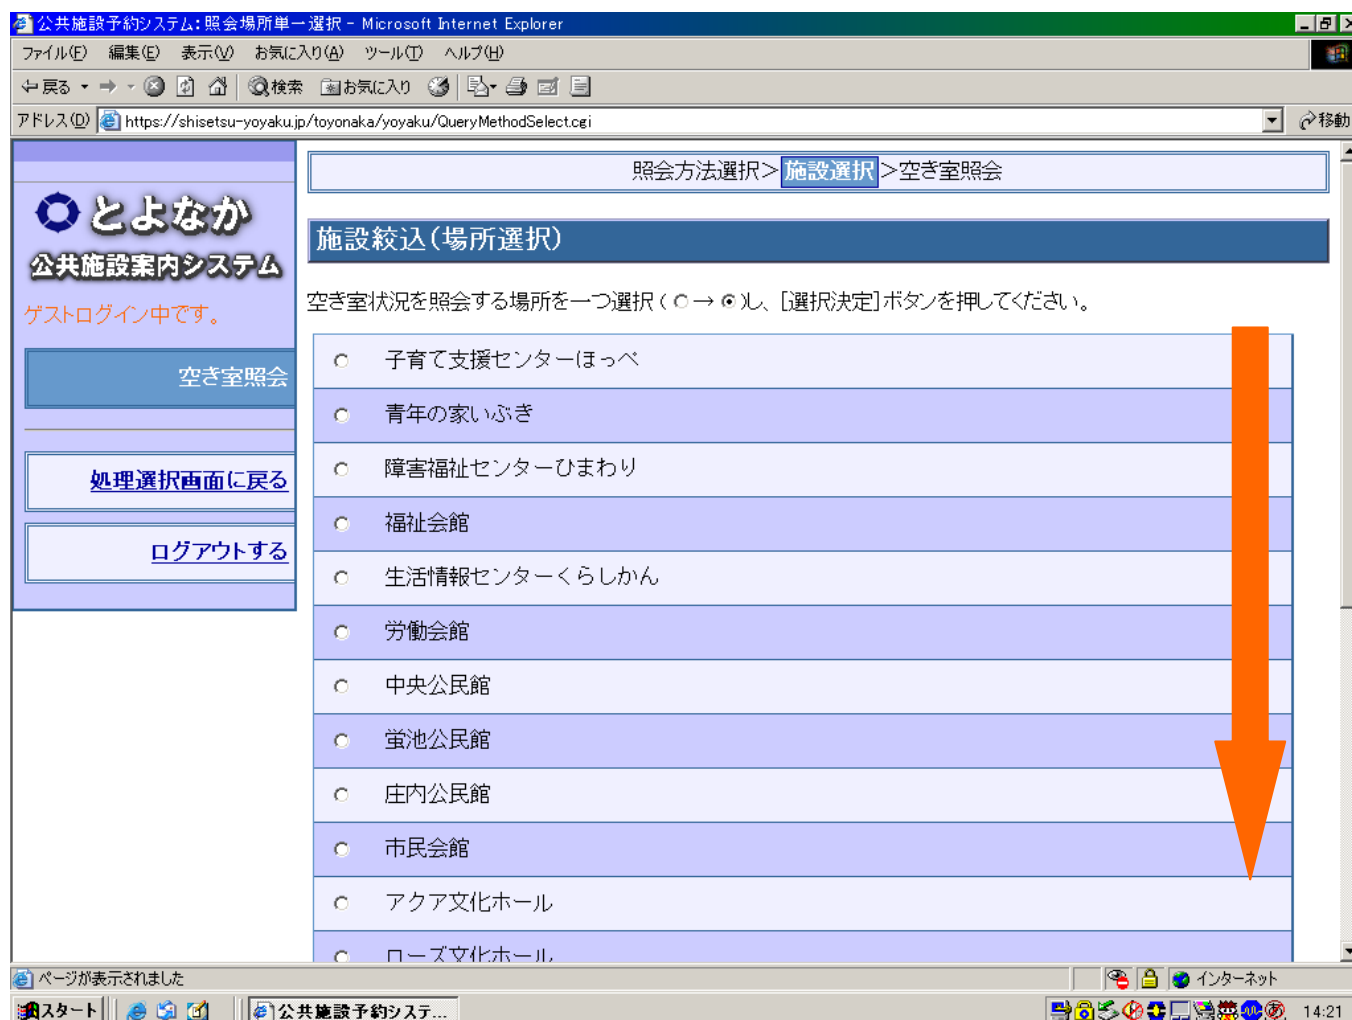 公共施設予約システム:照会場所単一選択 - Microsoft Internet Explorer
ファイル(F) 編集(E) 表示(V) お気に入り(A) ツール(T) ヘルプ(H)
戻る 検索 お気に入り
アドレス(D) https://shisetsu-yoyaku.jp/toyonaka/yoyaku/QueryMethodSelect.cgi 移動
照会方法選択>施設選択>空き室照会
とよなか
公共施設案内システム
ゲストログイン中です。
空き室照会
処理選択画面に戻る
ログアウトする
施設絞込(場所選択)
空き室状況を照会する場所を一つ選択(○→◉)し、[選択決定]ボタンを押してください。
子育て支援センターほっぺ
青年の家いぶき
障害福祉センターひまわり
福祉会館
生活情報センターくらしかん
労働会館
中央公民館
蛍池公民館
庄内公民館
市民会館
アクア文化ホール
ローズ文化ホール
ページが表示されました インターネット
スタート 公共施設予約システ... 14:21